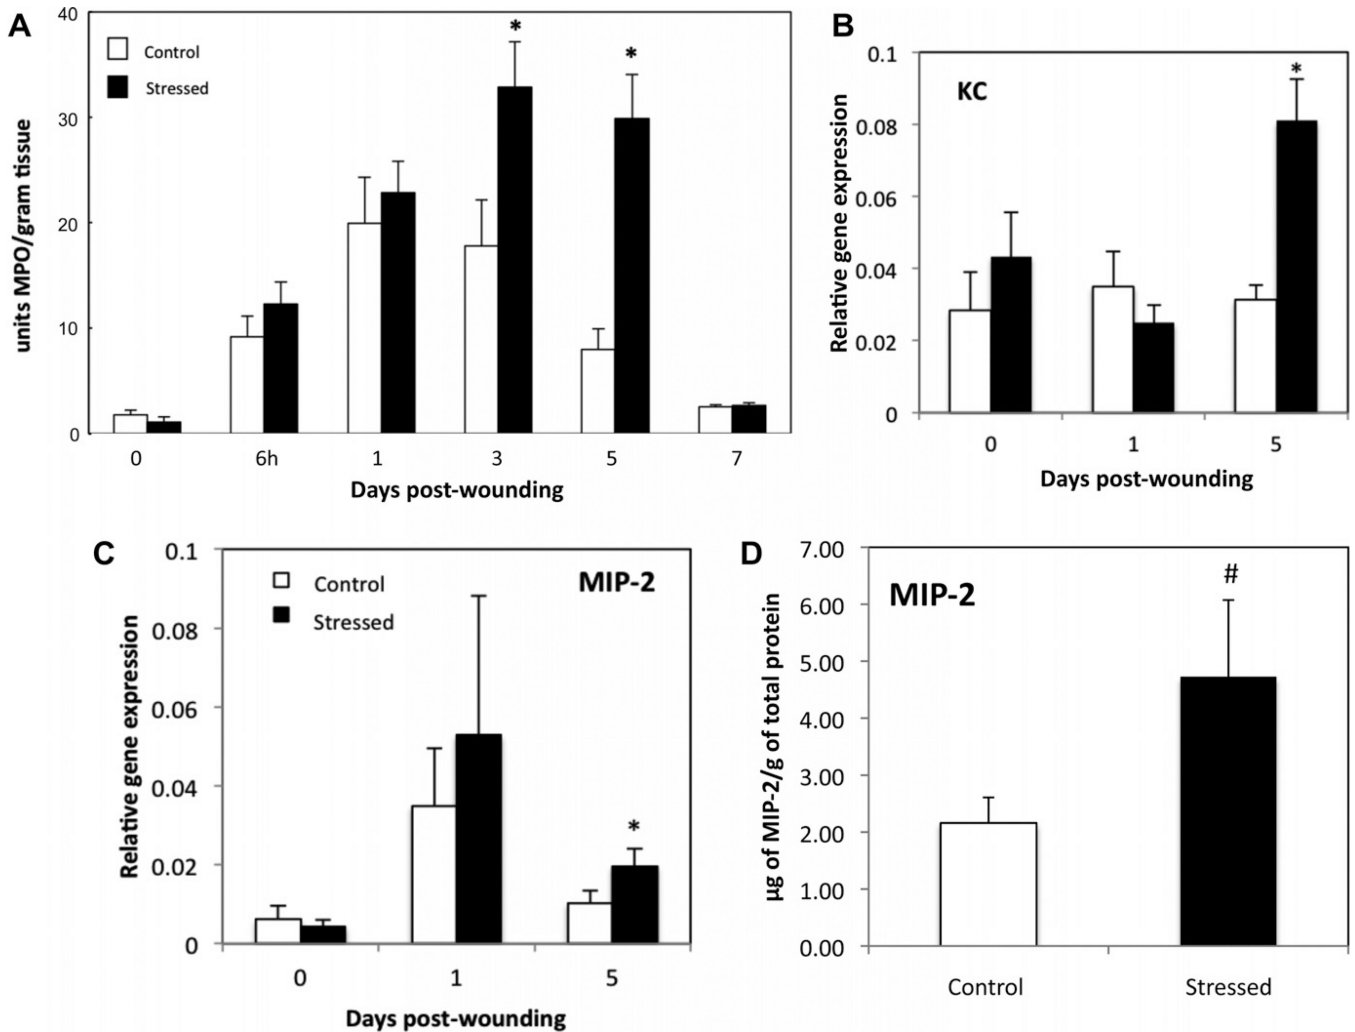 A
40
30
20
10
0
units MPO/gram tissue
Control
Stressed
*
*
0 6h 1 3 5 7
Days post-wounding
B
0.1
0.08
0.06
0.04
0.02
0
Relative gene expression
KC
*
0 1 5
Days post-wounding
C
0.1
0.08
0.06
0.04
0.02
0
Relative gene expression
Control
Stressed
MIP-2
*
0 1 5
Days post-wounding
D
7.00
6.00
5.00
4.00
3.00
2.00
1.00
0.00
µg of MIP-2/g of total protein
MIP-2
#
Control Stressed